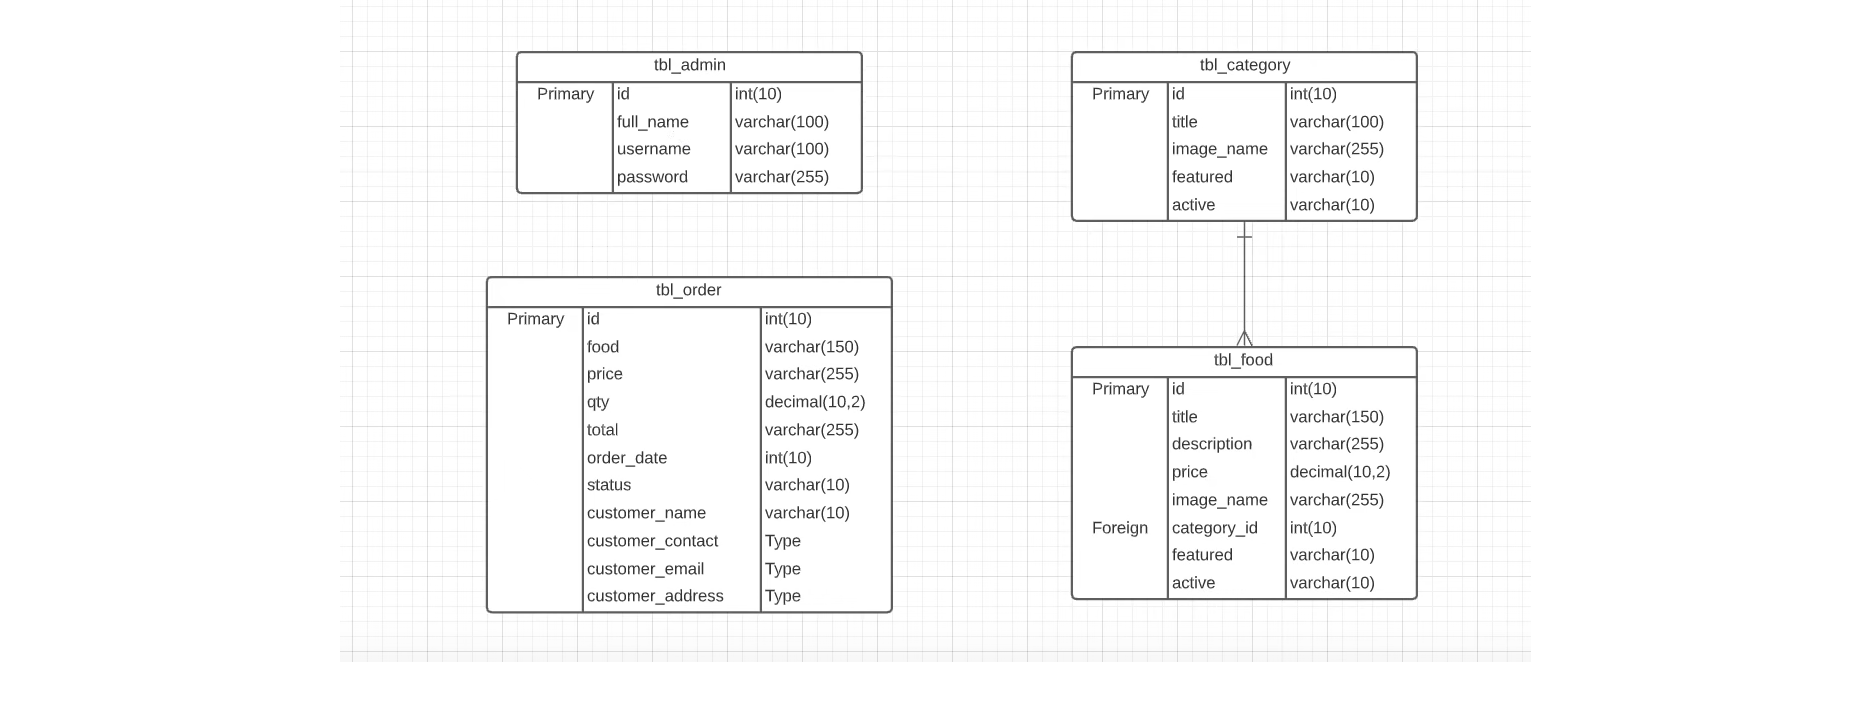 tbl_admin
Primary id int(10)
full_name varchar(100)
username varchar(100)
password varchar(255)
tbl_category
Primary id int(10)
title varchar(100)
image_name varchar(255)
featured varchar(10)
active varchar(10)
tbl_order
Primary id int(10)
food varchar(150)
price varchar(255)
qty decimal(10,2)
total varchar(255)
order_date int(10)
status varchar(10)
customer_name varchar(10)
customer_contact Type
customer_email Type
customer_address Type
tbl_food
Primary id int(10)
title varchar(150)
description varchar(255)
price decimal(10,2)
image_name varchar(255)
Foreign category_id int(10)
featured varchar(10)
active varchar(10)